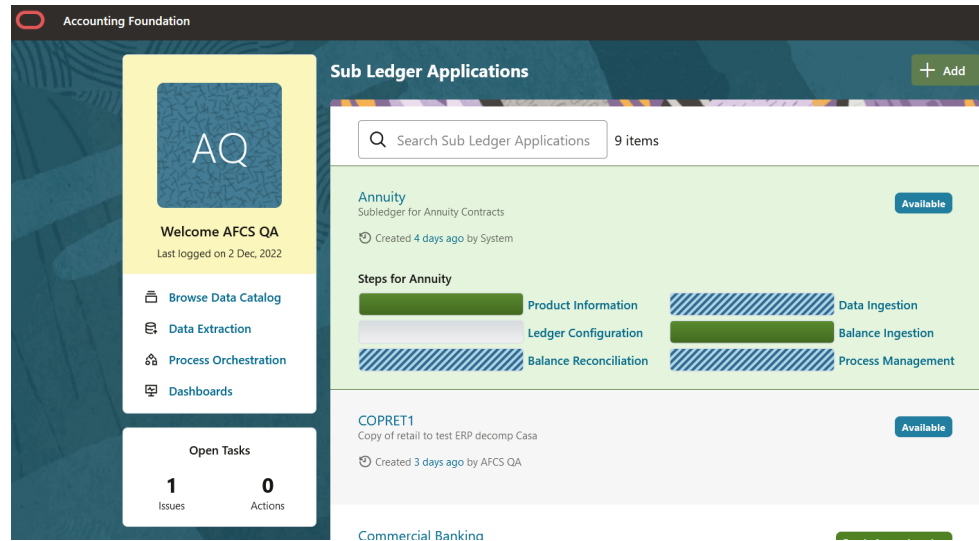 Accounting Foundation
AQ
Welcome AFCS QA
Last logged on 2 Dec, 2022
Browse Data Catalog
Data Extraction
Process Orchestration
Dashboards
Open Tasks
1 0
Issues Actions
Sub Ledger Applications
+ Add
Search Sub Ledger Applications 9 items
Annuity
Available
Subledger for Annuity Contracts
Created 4 days ago by System
Steps for Annuity
Product Information Data Ingestion
Ledger Configuration Balance Ingestion
Balance Reconciliation Process Management
COPRET1
Available
Copy of retail to test ERP decomp Casa
Created 3 days ago by AFCS QA
Commercial Banking